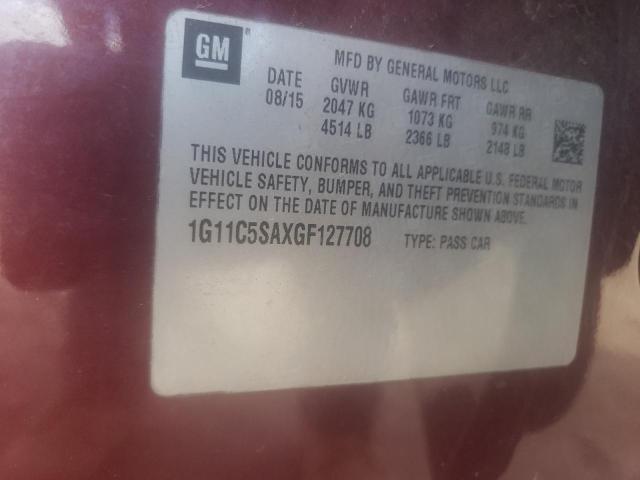 GM
MFD BY GENERAL MOTORS LLC
DATE GVWR GAWR FRT GAWR RR
08/15 2047 KG 1073 KG 974 KG
4514 LB 2366 LB 2148 LB
THIS VEHICLE CONFORMS TO ALL APPLICABLE U.S. FEDERAL MOTOR
VEHICLE SAFETY, BUMPER, AND THEFT PREVENTION STANDARDS IN
EFFECT ON THE DATE OF MANUFACTURE SHOWN ABOVE.
1G11C5SAXGF127708 TYPE: PASS CAR